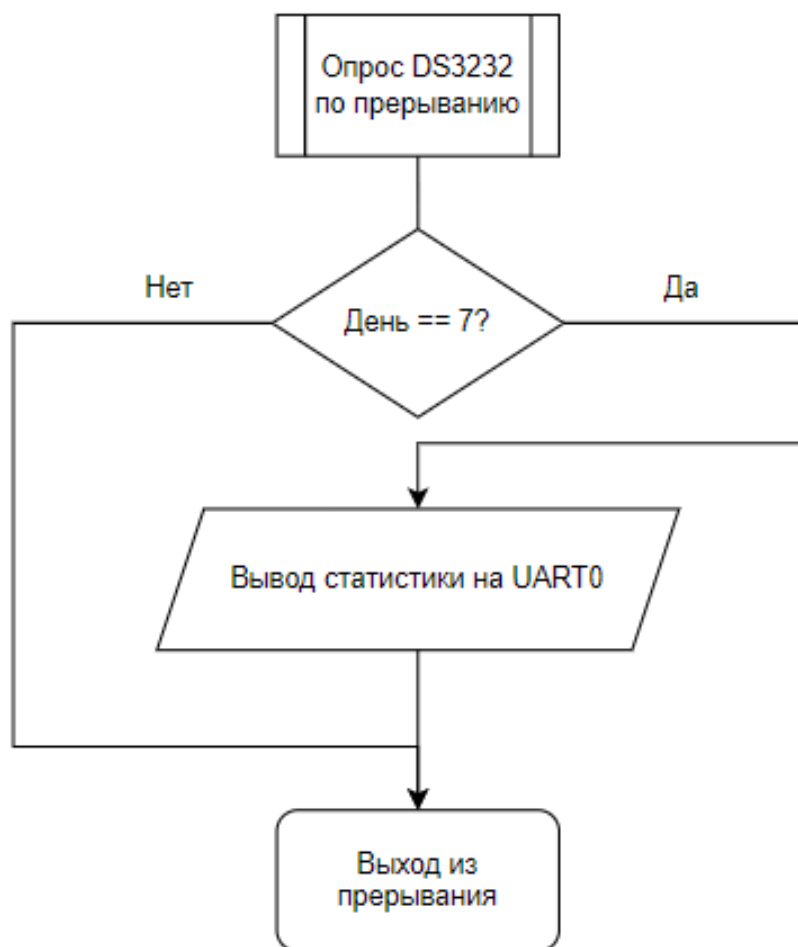 Опрос DS3232
по прерыванию
Нет
Да
День == 7?
Вывод статистики на UART0
Выход из
прерывания